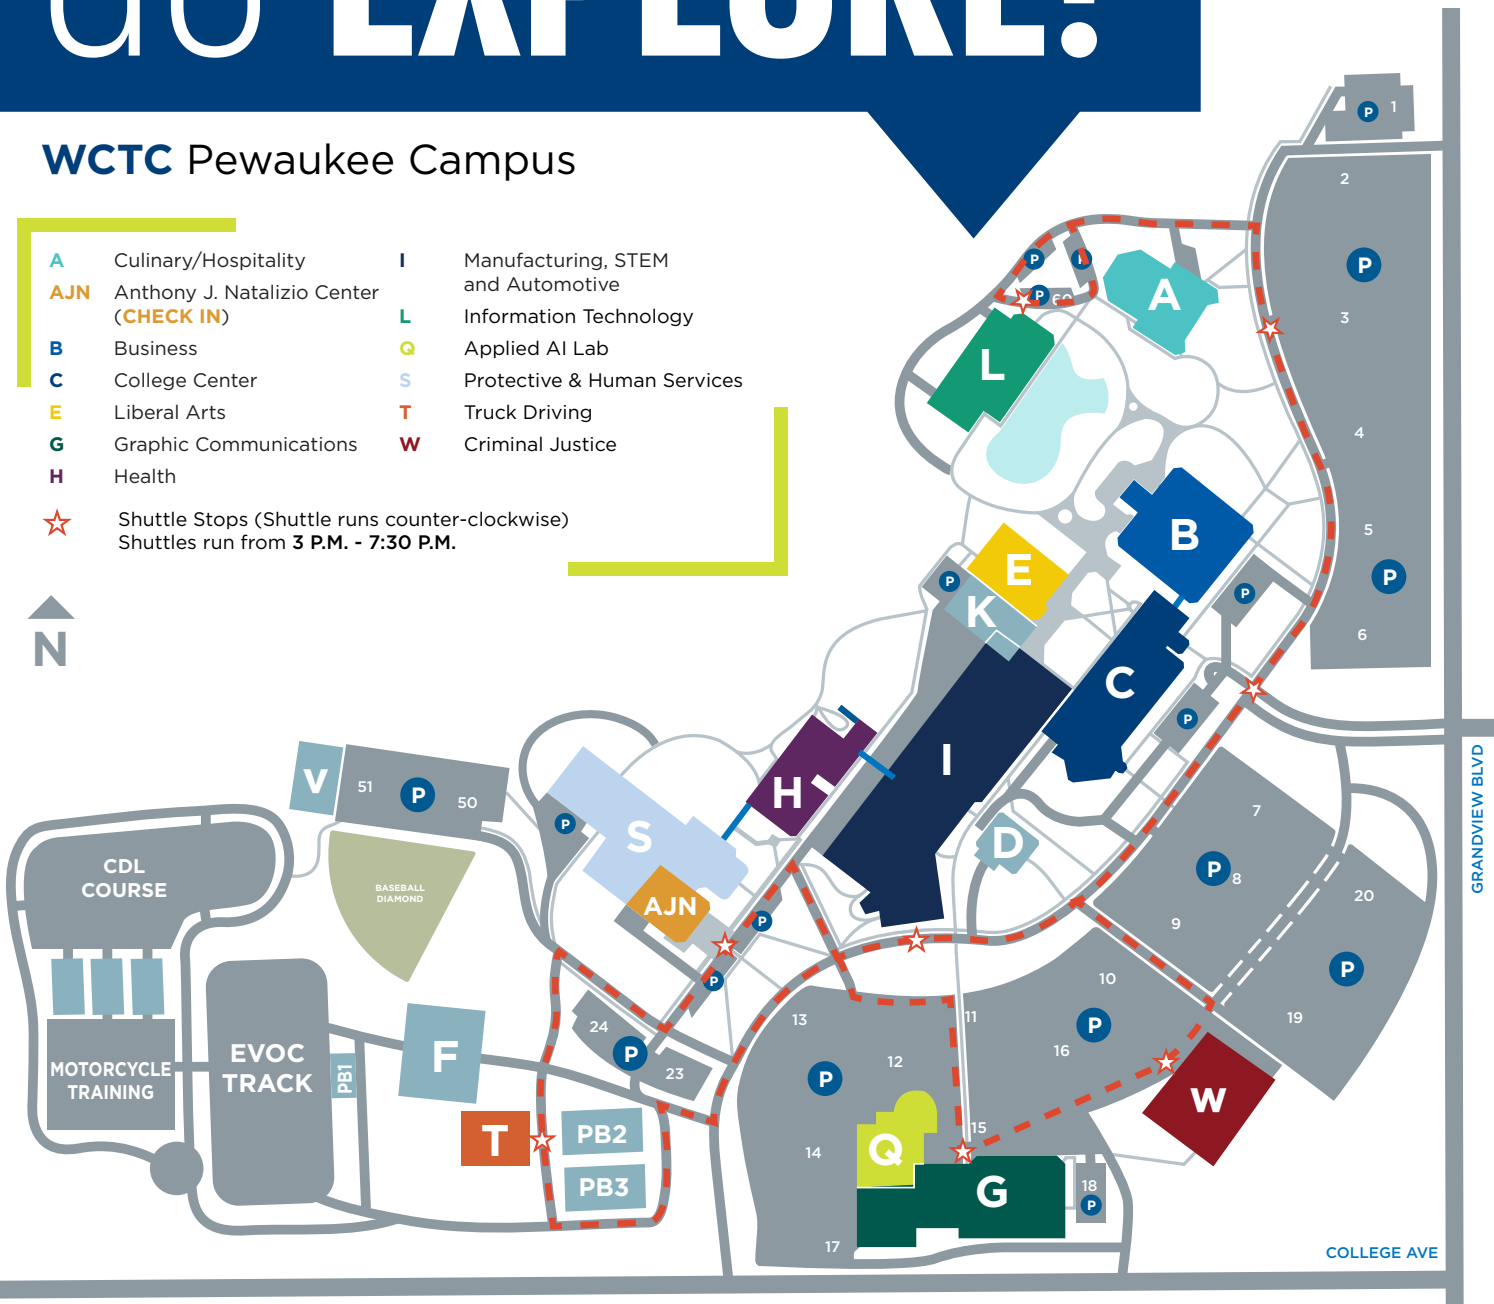 GO EXPLORE!
WCTC Pewaukee Campus
A Culinary/Hospitality
AJN Anthony J. Natalizio Center
(CHECK IN)
B Business
C College Center
E Liberal Arts
G Graphic Communications
H Health
I Manufacturing, STEM
and Automotive
L Information Technology
Q Applied AI Lab
S Protective & Human Services
T Truck Driving
W Criminal Justice
Shuttle Stops (Shuttle runs counter-clockwise)
Shuttles run from 3 P.M. - 7:30 P.M.
N
P 1
2
P
3
4
5
P
6
P
P
P
A
L
B
E
P
K
P
C
P
I
H
GRANDVIEW BLVD
V
51
P
50
P
S
D
7
P
8
9
20
CDL
COURSE
BASEBALL
DIAMOND
AJN
P
P
P
10
P
11
16
19
13
12
P
14
15
24
P
23
EVOC
TRACK
PB1
F
MOTORCYCLE
TRAINING
T
PB2
PB3
W
Q
G
18
P
17
COLLEGE AVE